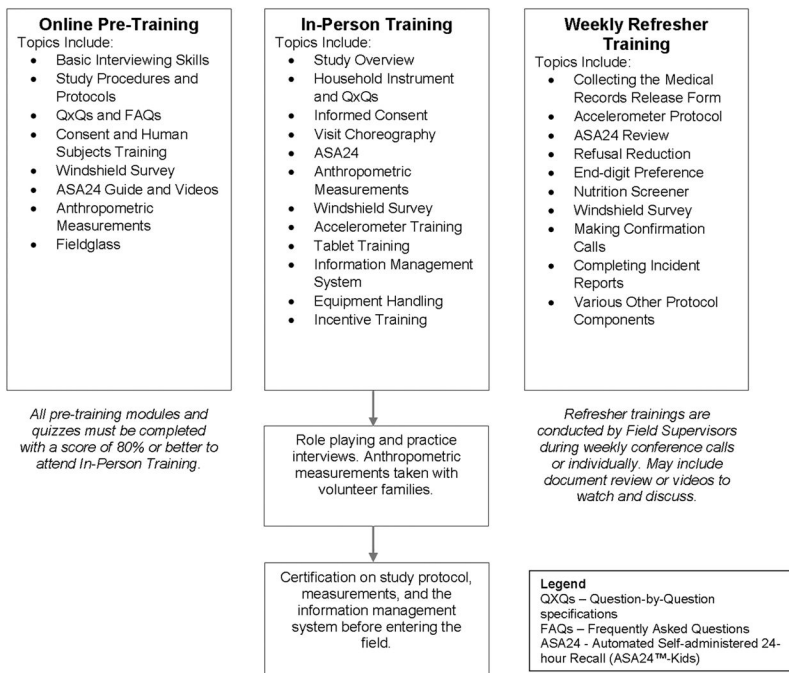 Online Pre-Training
Topics Include:
• Basic Interviewing Skills
• Study Procedures and
Protocols
• QxQs and FAQs
• Consent and Human
Subjects Training
• Windshield Survey
• ASA24 Guide and Videos
• Anthropometric
Measurements
• Fieldglass
All pre-training modules and
quizzes must be completed
with a score of 80% or better to
attend In-Person Training.
In-Person Training
Topics Include:
• Study Overview
• Household Instrument
and QxQs
• Informed Consent
• Visit Choreography
• ASA24
• Anthropometric
Measurements
• Windshield Survey
• Accelerometer Training
• Tablet Training
• Information Management
System
• Equipment Handling
• Incentive Training
Role playing and practice
interviews. Anthropometric
measurements taken with
volunteer families.
Certification on study protocol,
measurements, and the
information management
system before entering the
field.
Weekly Refresher
Training
Topics Include:
• Collecting the Medical
Records Release Form
• Accelerometer Protocol
• ASA24 Review
• Refusal Reduction
• End-digit Preference
• Nutrition Screener
• Windshield Survey
• Making Confirmation
Calls
• Completing Incident
Reports
• Various Other Protocol
Components
Refresher trainings are
conducted by Field Supervisors
during weekly conference calls
or individually. May include
document review or videos to
watch and discuss.
Legend
QXQs – Question-by-Question
specifications
FAQs – Frequently Asked Questions
ASA24 - Automated Self-administered 24-
hour Recall (ASA24™-Kids)